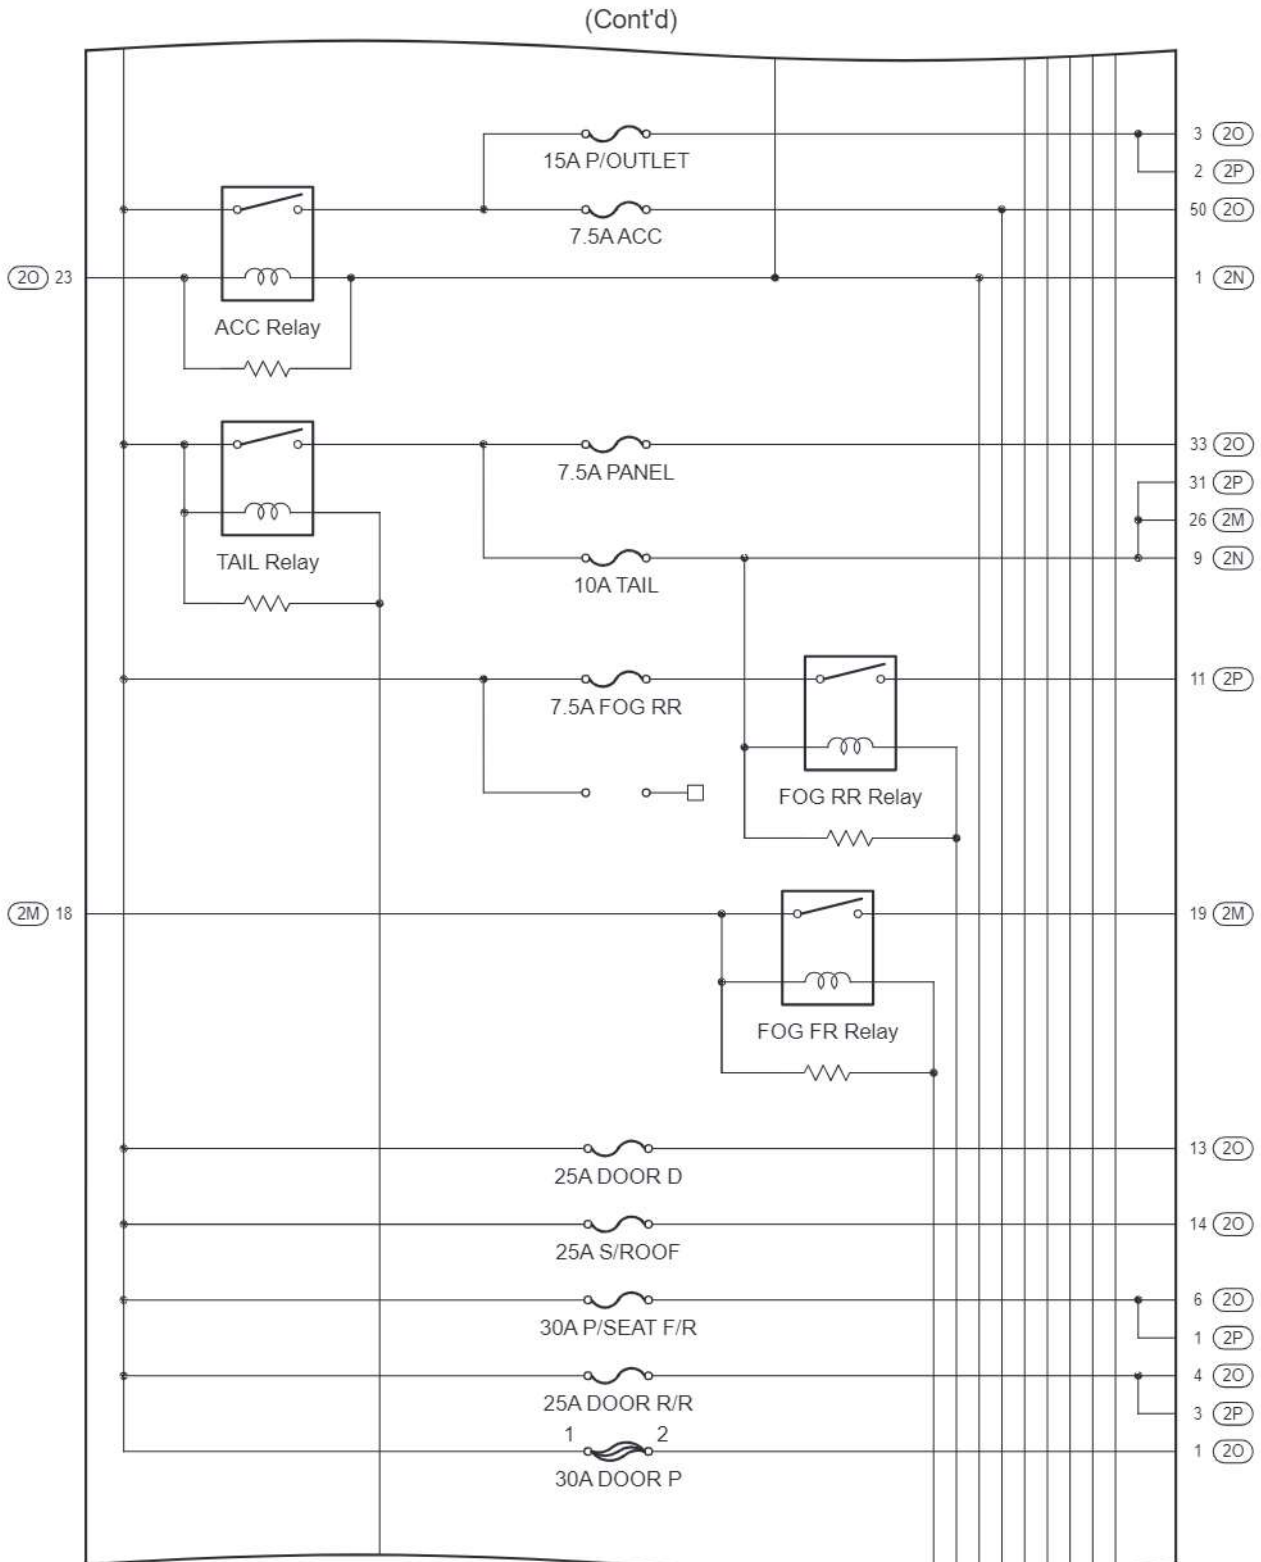 (Cont'd)
3 2O
15A P/OUTLET
2 2P
50 2O
7.5A ACC
2O 23
1 2N
ACC Relay
33 2O
7.5A PANEL
31 2P
26 2M
TAIL Relay
9 2N
10A TAIL
11 2P
7.5A FOG RR
FOG RR Relay
2M 18
19 2M
FOG FR Relay
13 2O
25A DOOR D
14 2O
25A S/ROOF
6 2O
30A P/SEAT F/R
1 2P
4 2O
25A DOOR R/R
3 2P
1 2
1 2O
30A DOOR P